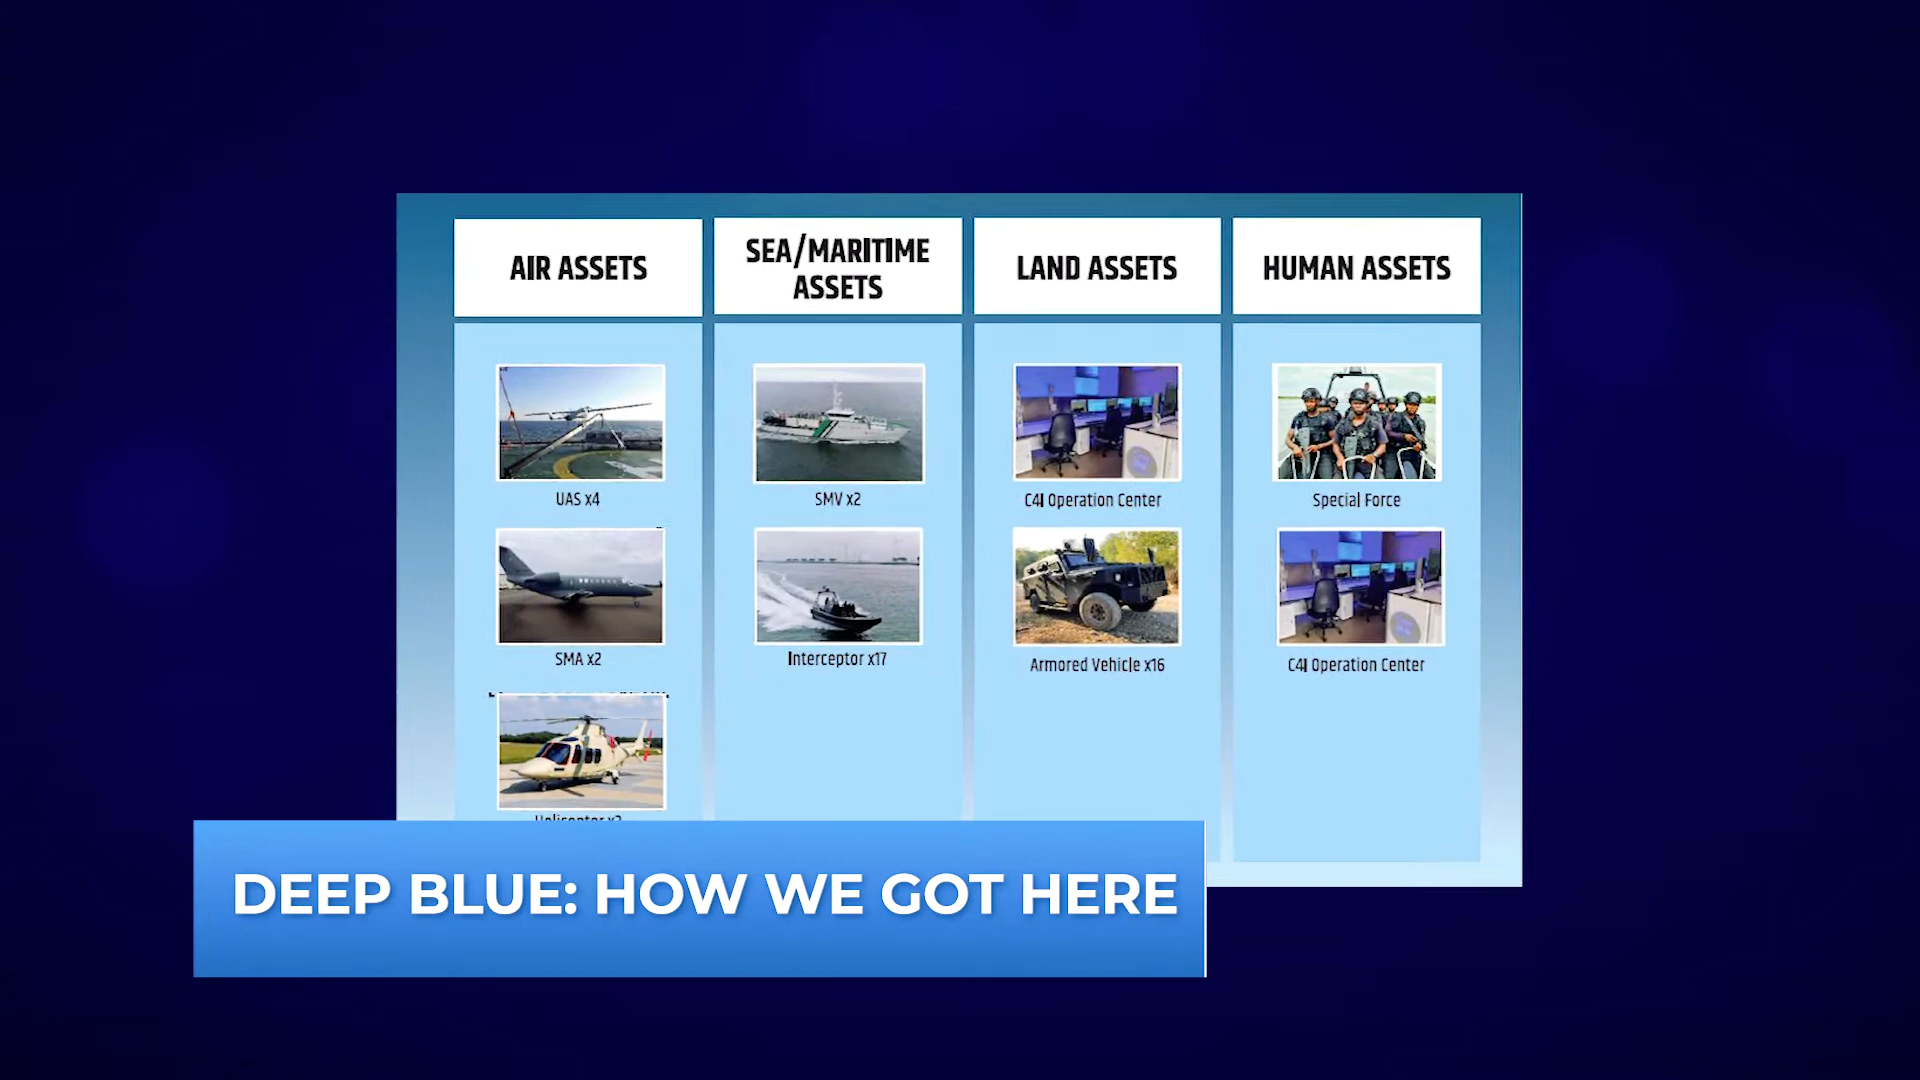 AIR ASSETS
SEA/MARITIME
ASSETS
LAND ASSETS
HUMAN ASSETS
UAS x4
SMV x2
C4I Operation Center
Special Force
SMA x2
Interceptor x17
Armored Vehicle x16
C4I Operation Center
Helicopter
DEEP BLUE: HOW WE GOT HERE